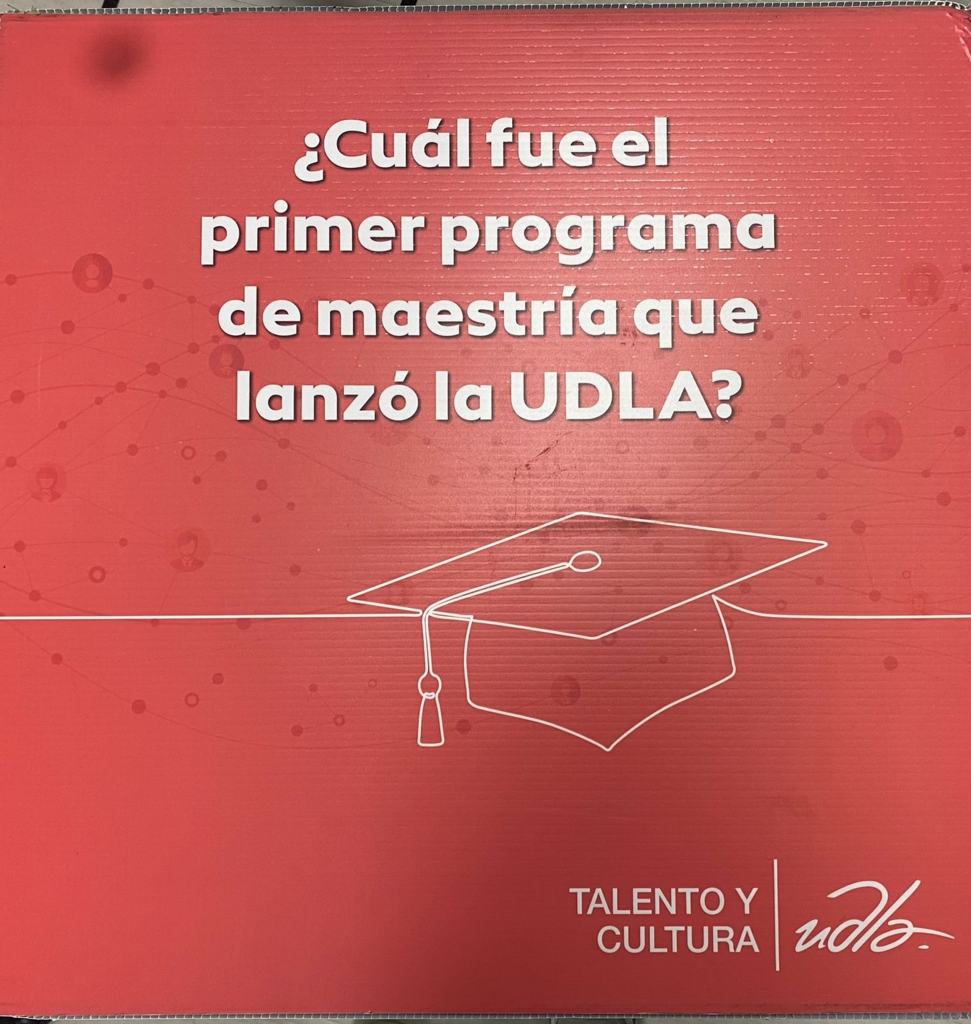 ¿Cuál fue el
primer programa
de maestría que
lanzó la UDLA?
TALENTO Y
CULTURA
udla.